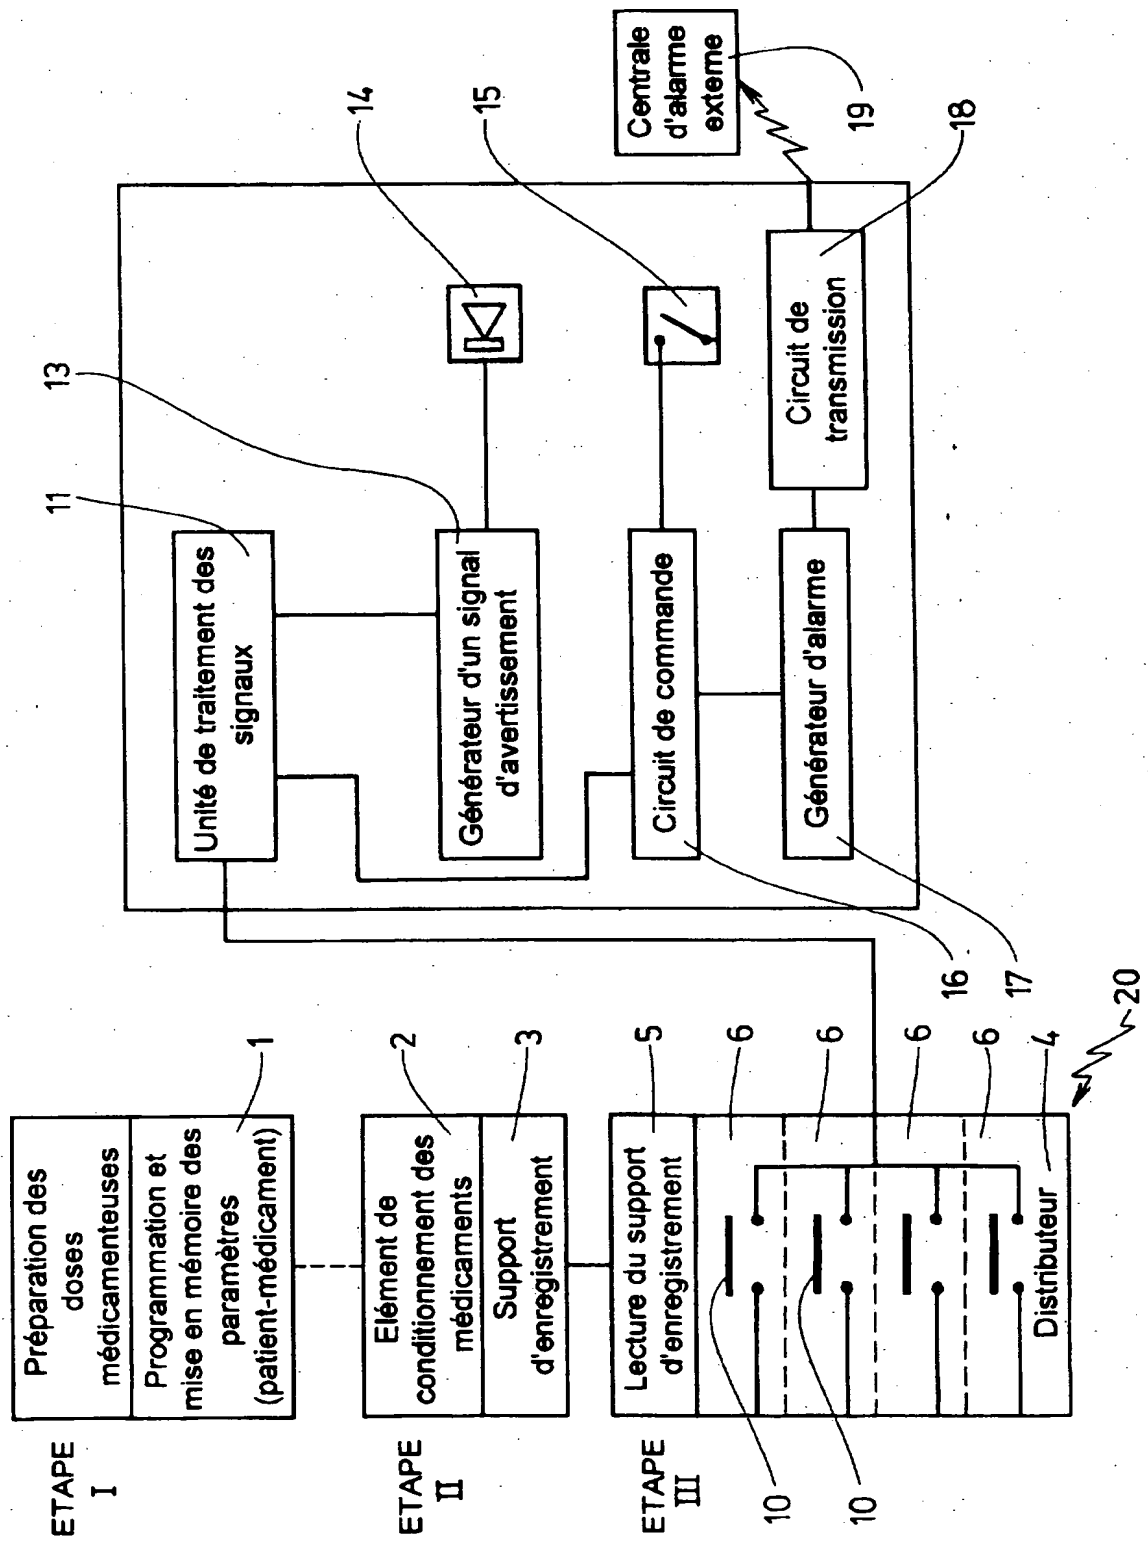 ETAPE
I
Préparation des
doses
médicamenteuses
Programmation et
mise en mémoire des
paramètres
(patient-médicament)
1
ETAPE
II
Elément de
conditionnement des
médicaments
2
Support
d'enregistrement
3
ETAPE
III
Lecture du support
d'enregistrement
5
6
6
6
6
10
10
Distributeur
4
20
Unité de traitement des
signaux
11
Générateur d'un signal
d'avertissement
13
14
Circuit de commande
16
15
Générateur d'alarme
17
Circuit de
transmission
18
Centrale
d'alarme
externe
19